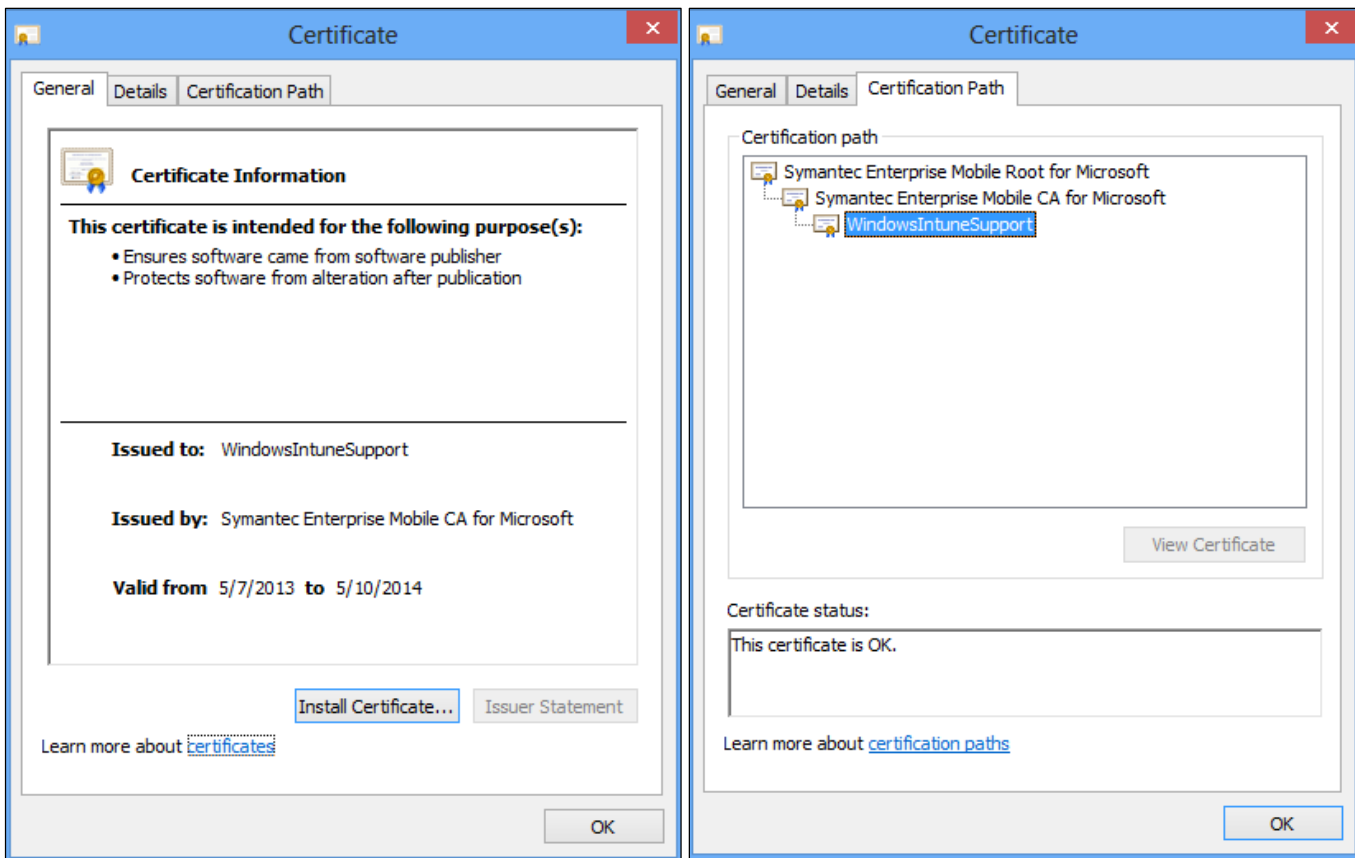 Certificate
General
Details
Certification Path
Certificate Information
This certificate is intended for the following purpose(s):
• Ensures software came from software publisher
• Protects software from alteration after publication
Issued to: WindowsIntuneSupport
Issued by: Symantec Enterprise Mobile CA for Microsoft
Valid from 5/7/2013 to 5/10/2014
Install Certificate...
Issuer Statement
Learn more about certificates
OK
Certificate
General
Details
Certification Path
Certification path
Symantec Enterprise Mobile Root for Microsoft
Symantec Enterprise Mobile CA for Microsoft
WindowsIntuneSupport
View Certificate
Certificate status:
This certificate is OK.
Learn more about certification paths
OK